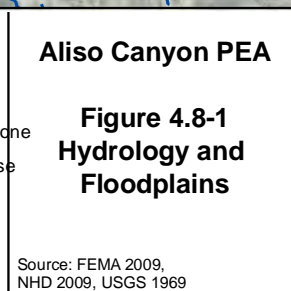 Aliso Canyon PEA
Figure 4.8-1
Hydrology and
Floodplains
Source: FEMA 2009,
NHD 2009, USGS 1969